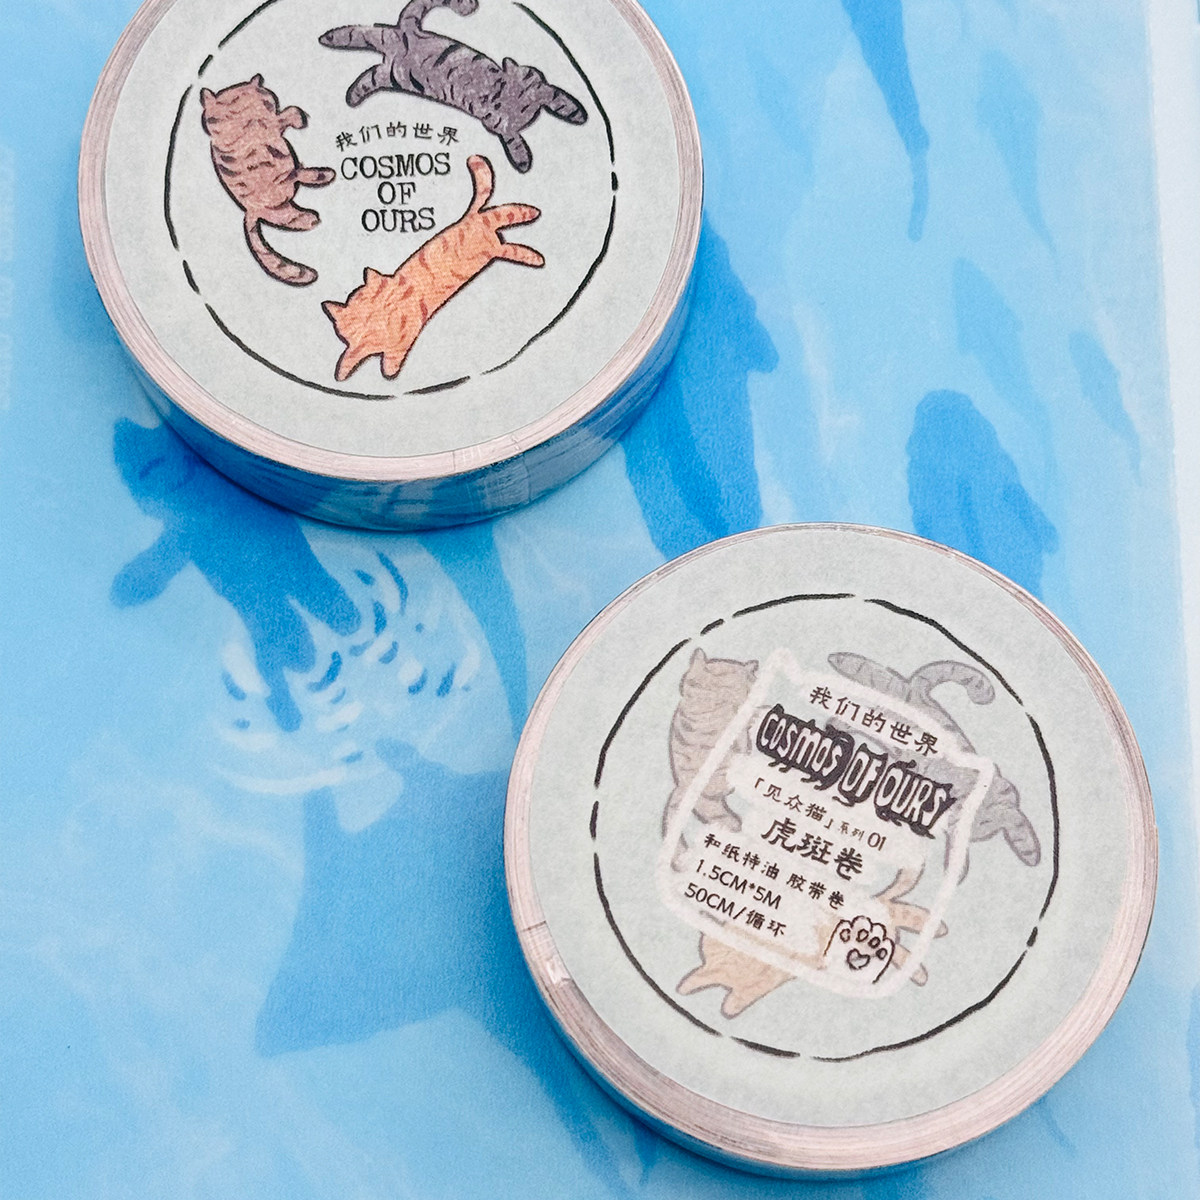 我们的世界
COSMOS
OF
OURS
我们的世界
COSMOS OF OURS
「见众猫」系列01
虎斑卷
和纸特油 胶带卷
1.5CM*5M
50CM/循环